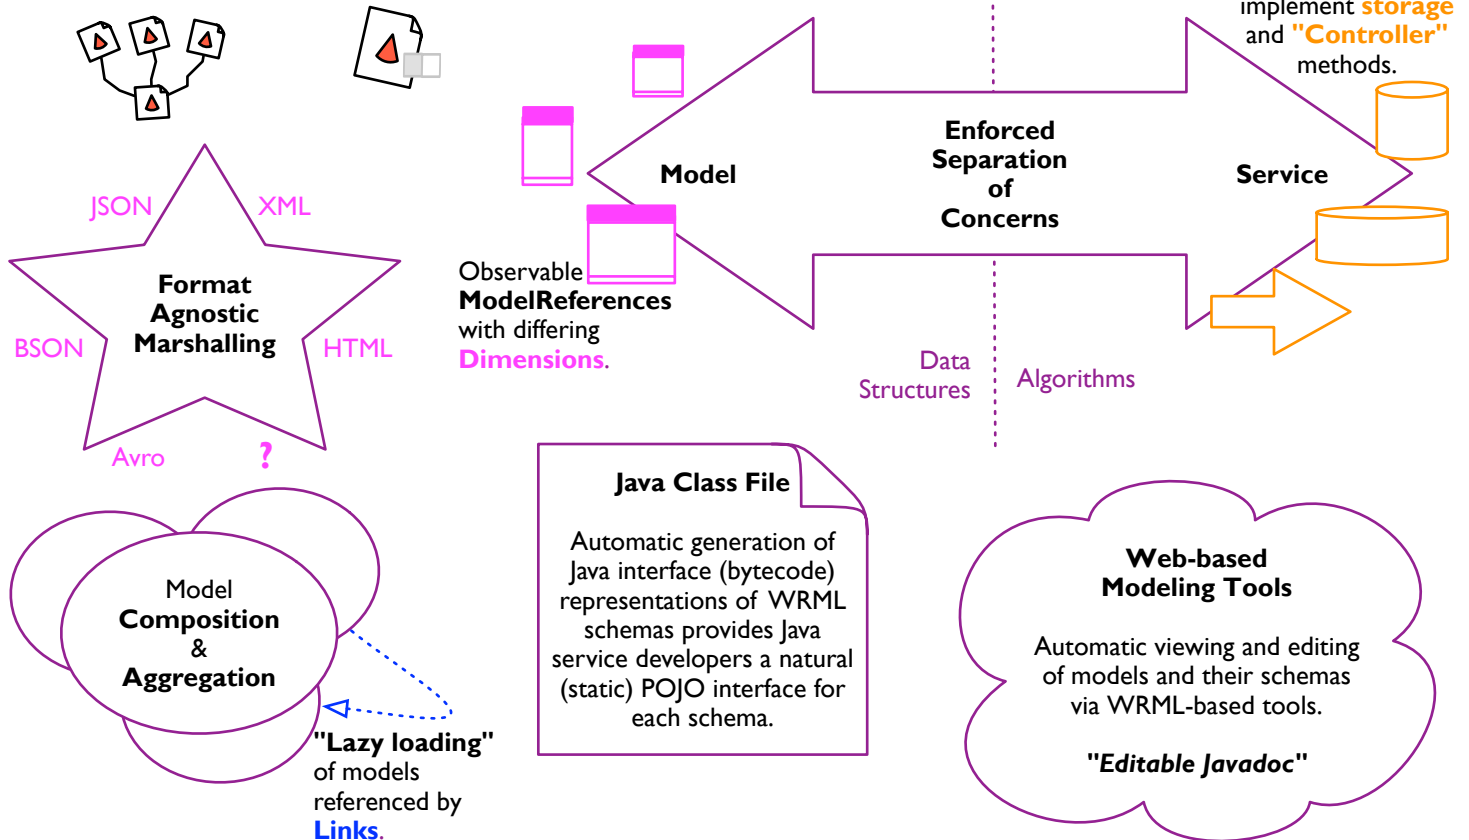 implement storage
and "Controller"
methods.
Enforced
Separation
of
Concerns
Model
Service
JSON
XML
Format
Agnostic
Marshalling
BSON
HTML
Avro
?
Observable
ModelReferences
with differing
Dimensions.
Data
Structures
Algorithms
Java Class File
Automatic generation of
Java interface (bytecode)
representations of WRML
schemas provides Java
service developers a natural
(static) POJO interface for
each schema.
Web-based
Modeling Tools
Automatic viewing and editing
of models and their schemas
via WRML-based tools.
"Editable Javadoc"
Model
Composition
&
Aggregation
"Lazy loading"
of models
referenced by
Links.